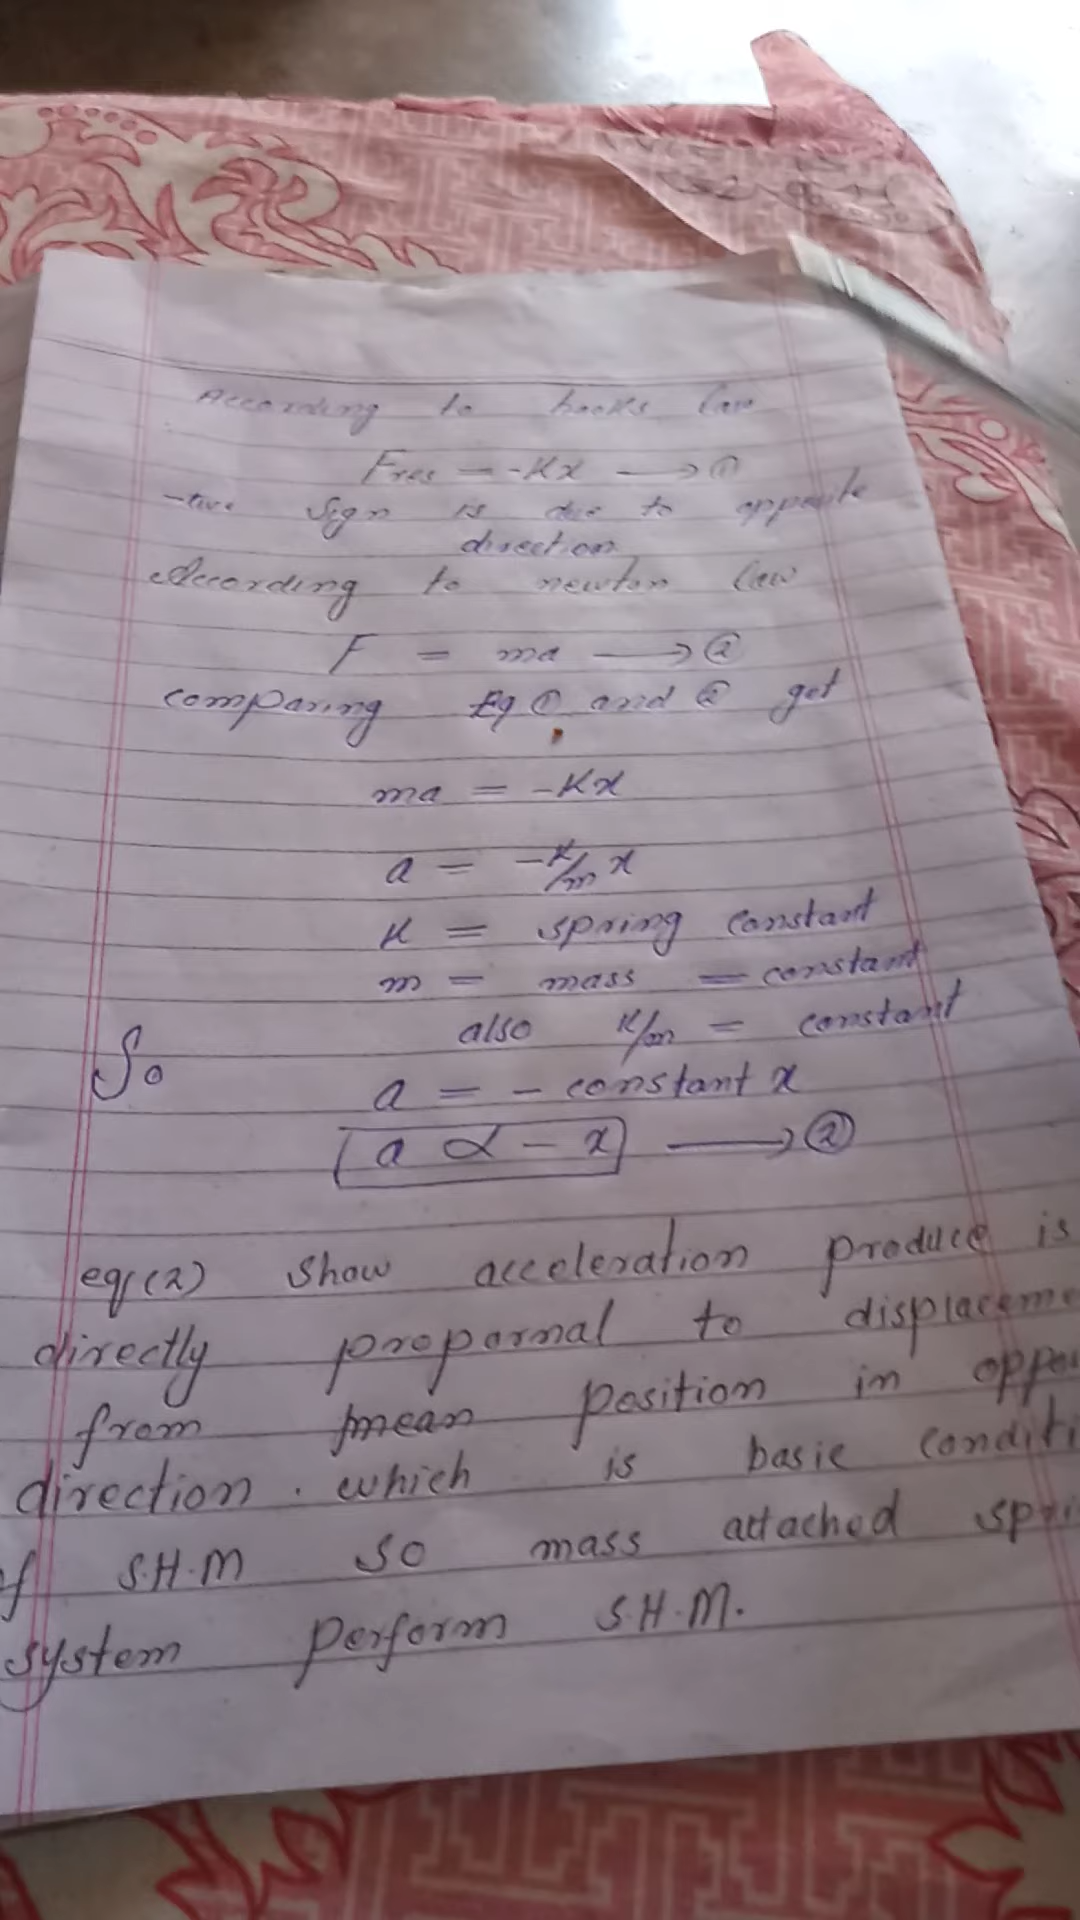 According to hooks law
Fres = -Kx → ①
-tive Sign is due to opposite
direction
According to newton law
F = ma → ②
comparing Eq ① and ② get
ma = -Kx
a = -K/m x
K = spring constant
m = mass = constant
also K/m = constant
So
a = - constant x
a α - x → ②
eq(2) show acceleration produce is
directly propornal to displaceme
from mean position in oppo
direction. which is basic conditi
f S.H.M so mass attached spri
system perform S.H.M.